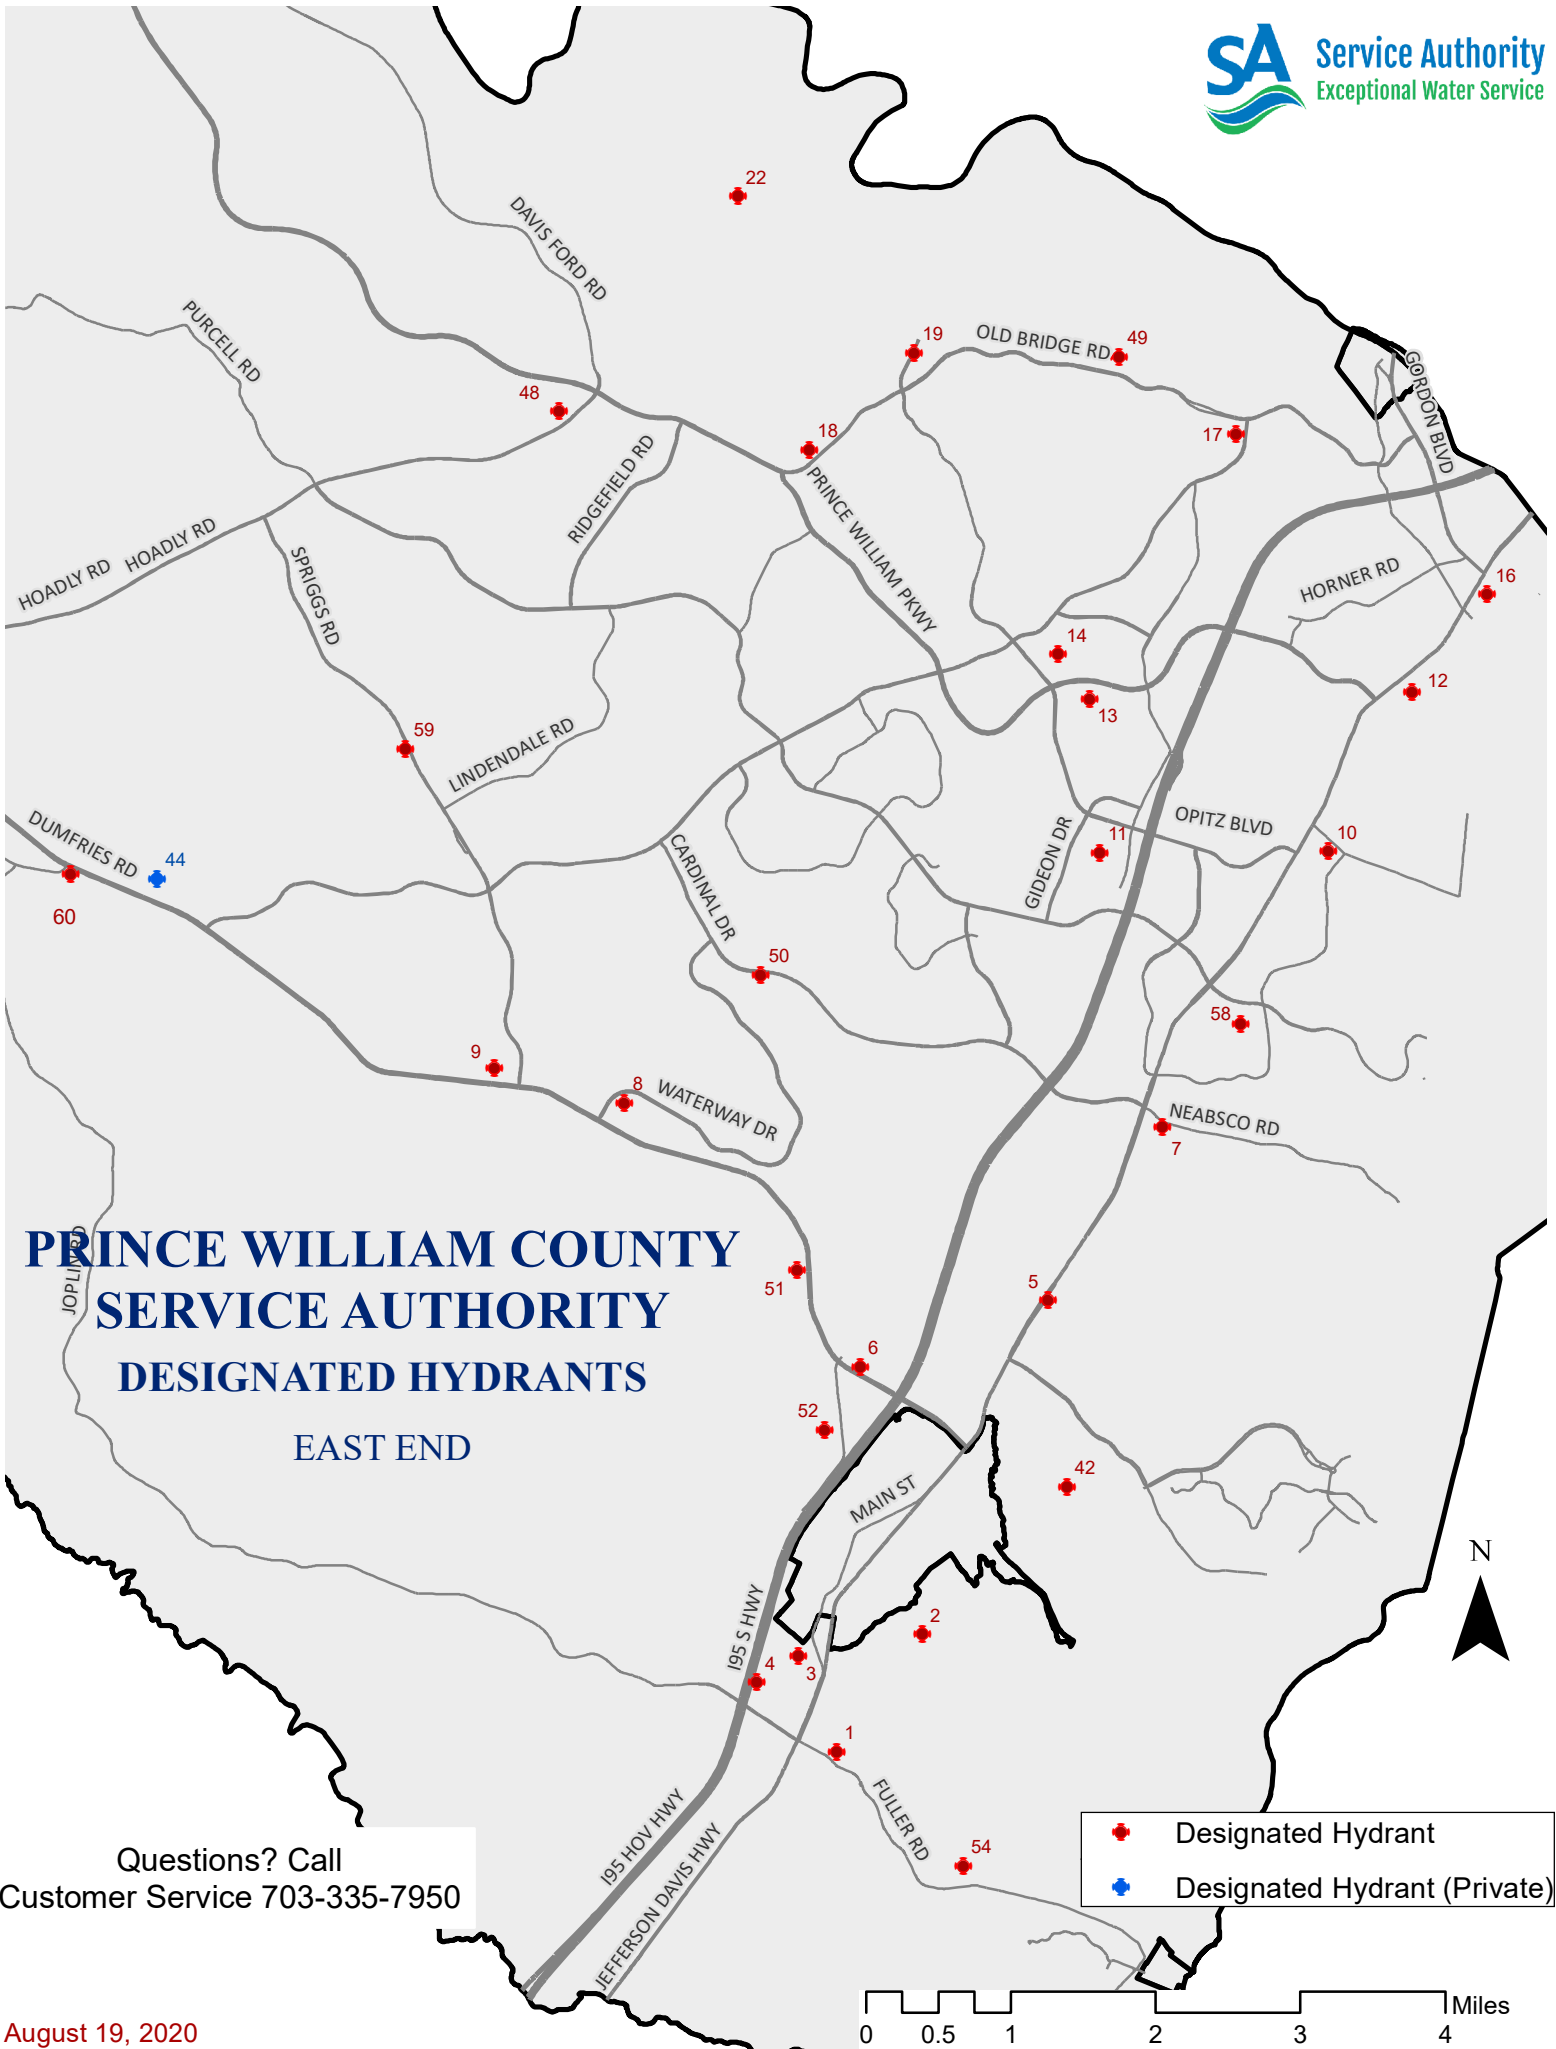 SA Service Authority
Exceptional Water Service
22
DAVIS FORD RD
PURCELL RD
19
OLD BRIDGE RD
49
GORDON BLVD
48
18
17
RIDGEFIELD RD
PRINCE WILLIAM PKWY
HOADLY RD
HOADLY RD
SPRIGGS RD
HORNER RD
16
14
12
13
59
LINDENDALE RD
DUMFRIES RD
44
60
CARDINAL DR
GIDEON DR
11
OPITZ BLVD
10
50
58
9
8
WATERWAY DR
NEABSCO RD
7
JOPLIN RD
PRINCE WILLIAM COUNTY
SERVICE AUTHORITY
DESIGNATED HYDRANTS
EAST END
51
5
6
52
42
MAIN ST
N
I95 S HWY
2
4
3
1
FULLER RD
54
I95 HOV HWY
JEFFERSON DAVIS HWY
Designated Hydrant
Designated Hydrant (Private)
Questions? Call
Customer Service 703-335-7950
August 19, 2020
Miles
0 0.5 1 2 3 4